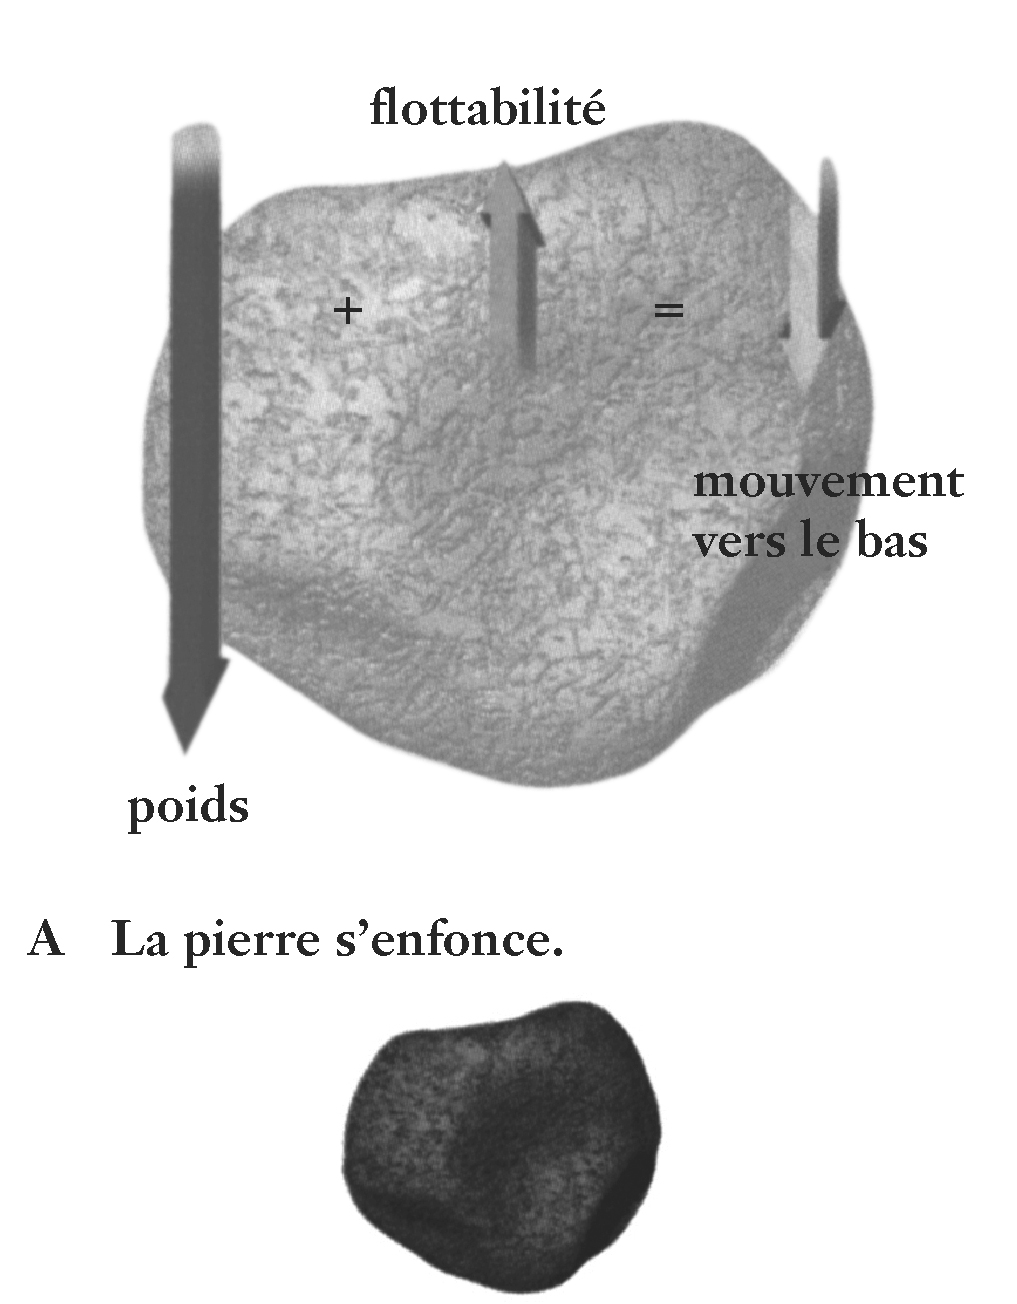 flottabilité
+
=
mouvement
vers le bas
poids
A La pierre s’enfonce.